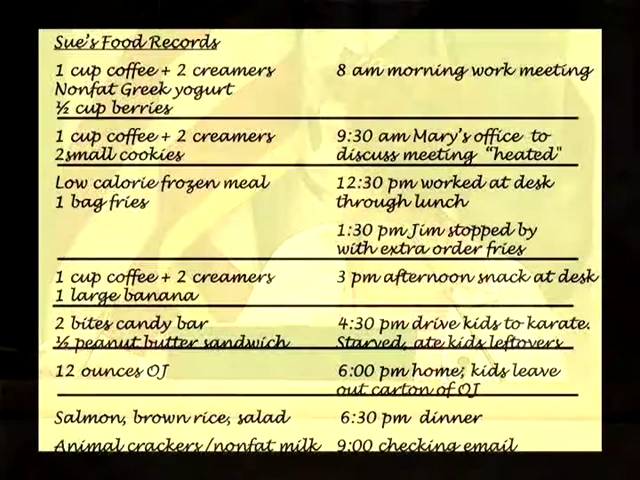 Sue's Food Records
1 cup coffee + 2 creamers 8 am morning work meeting
Nonfat Greek yogurt
½ cup berries
1 cup coffee + 2 creamers 9:30 am Mary's office to
2small cookies discuss meeting "heated"
Low calorie frozen meal 12:30 pm worked at desk
1 bag fries through lunch
1:30 pm Jim stopped by
with extra order fries
1 cup coffee + 2 creamers 3 pm afternoon snack at desk
1 large banana
2 bites candy bar 4:30 pm drive kids to karate.
½ peanut butter sandwich Starved, ate kids leftovers
12 ounces OJ 6:00 pm home; kids leave
out carton of OJ
Salmon, brown rice, salad 6:30 pm dinner
Animal crackers/nonfat milk 9:00 checking email